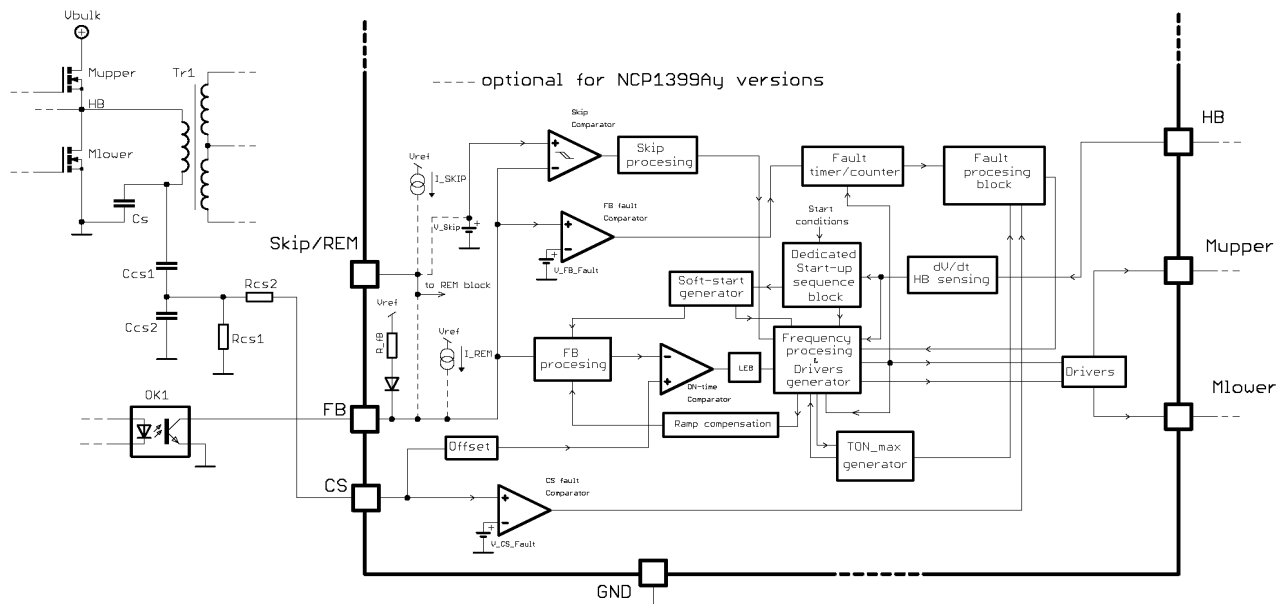 Vbulk
Mupper
Tr1
HB
Mlower
Cs
Ccs1
Rcs2
Ccs2
Rcs1
OK1
---- optional for NCP1399Ay versions
Skip/REM
FB
CS
GND
HB
Mupper
Mlower
Vref
I_SKIP
V_Skip
to REM block
Vref
R_fB
Vref
I_REM
Skip
Comparator
Skip
procesing
FB fault
Comparator
V_FB_Fault
Fault
timer/counter
Fault
procesing
block
Start
conditions
Dedicated
Start-up
sequence
block
dV/dt
HB sensing
Soft-start
generator
FB
procesing
ON-time
Comparator
LEB
Frequency
procesing
&
Drivers
generator
Drivers
Ramp compensation
Offset
TON_max
generator
CS fault
Comparator
V_CS_Fault